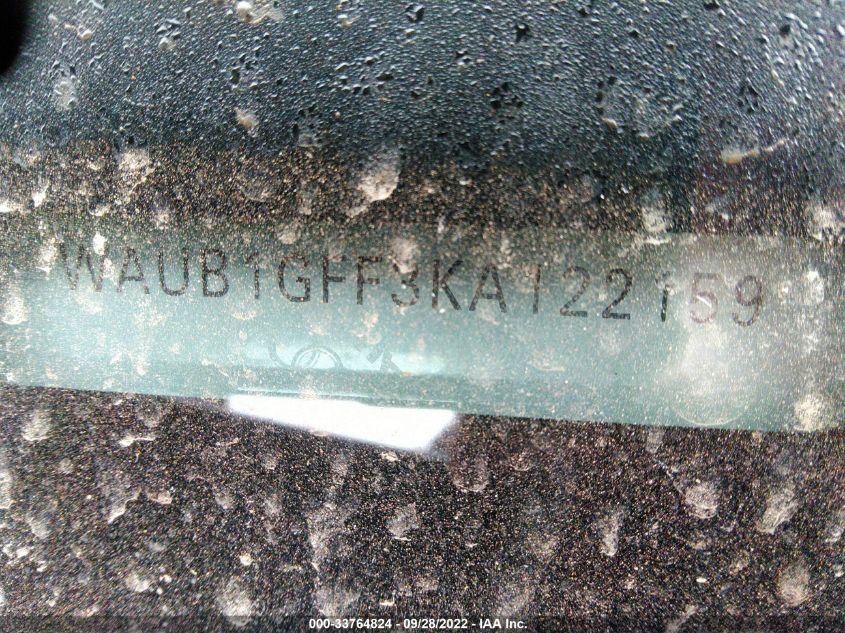 WAUB1GFF3KA122159
000-33764824 - 09/28/2022 - IAA Inc.